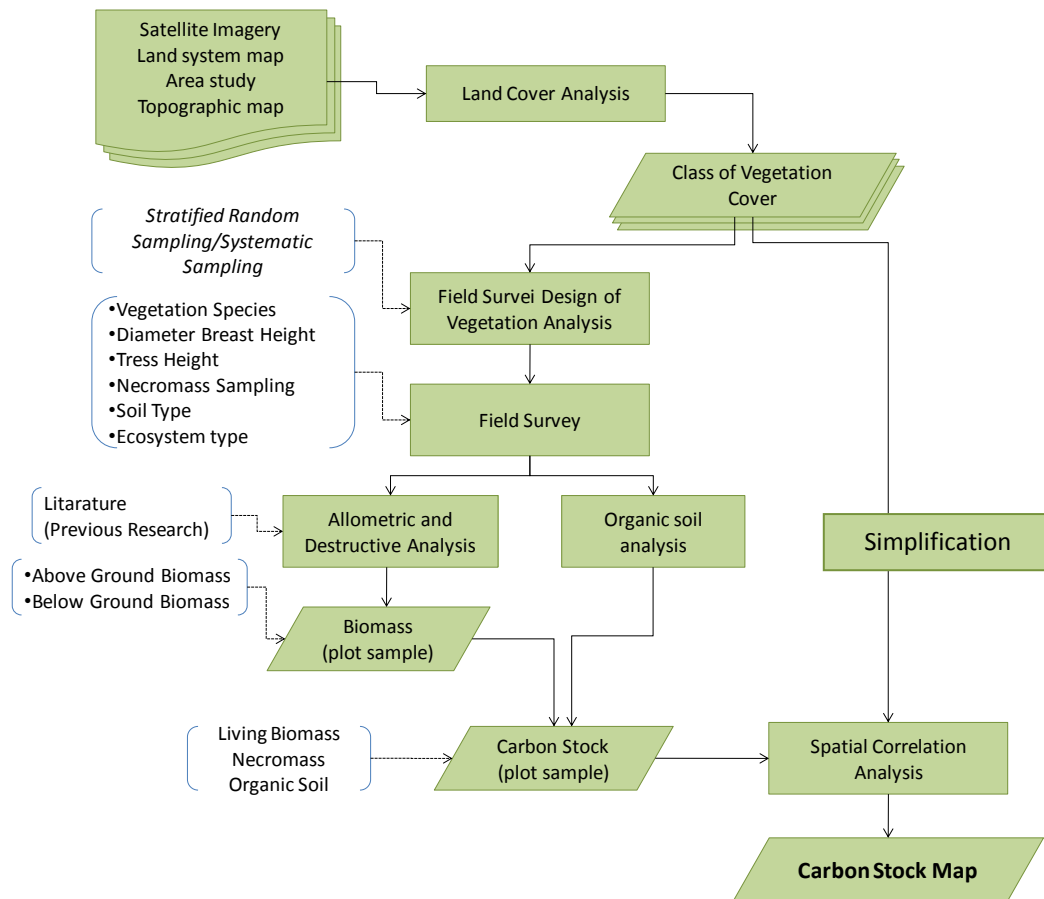 Satellite Imagery
Land system map
Area study
Topographic map
Land Cover Analysis
Class of Vegetation
Cover
Stratified Random
Sampling/Systematic
Sampling
Field Survei Design of
Vegetation Analysis
•Vegetation Species
•Diameter Breast Height
•Tress Height
•Necromass Sampling
•Soil Type
•Ecosystem type
Field Survey
Litarature
(Previous Research)
Allometric and
Destructive Analysis
Organic soil
analysis
Simplification
•Above Ground Biomass
•Below Ground Biomass
Biomass
(plot sample)
Living Biomass
Necromass
Organic Soil
Carbon Stock
(plot sample)
Spatial Correlation
Analysis
Carbon Stock Map